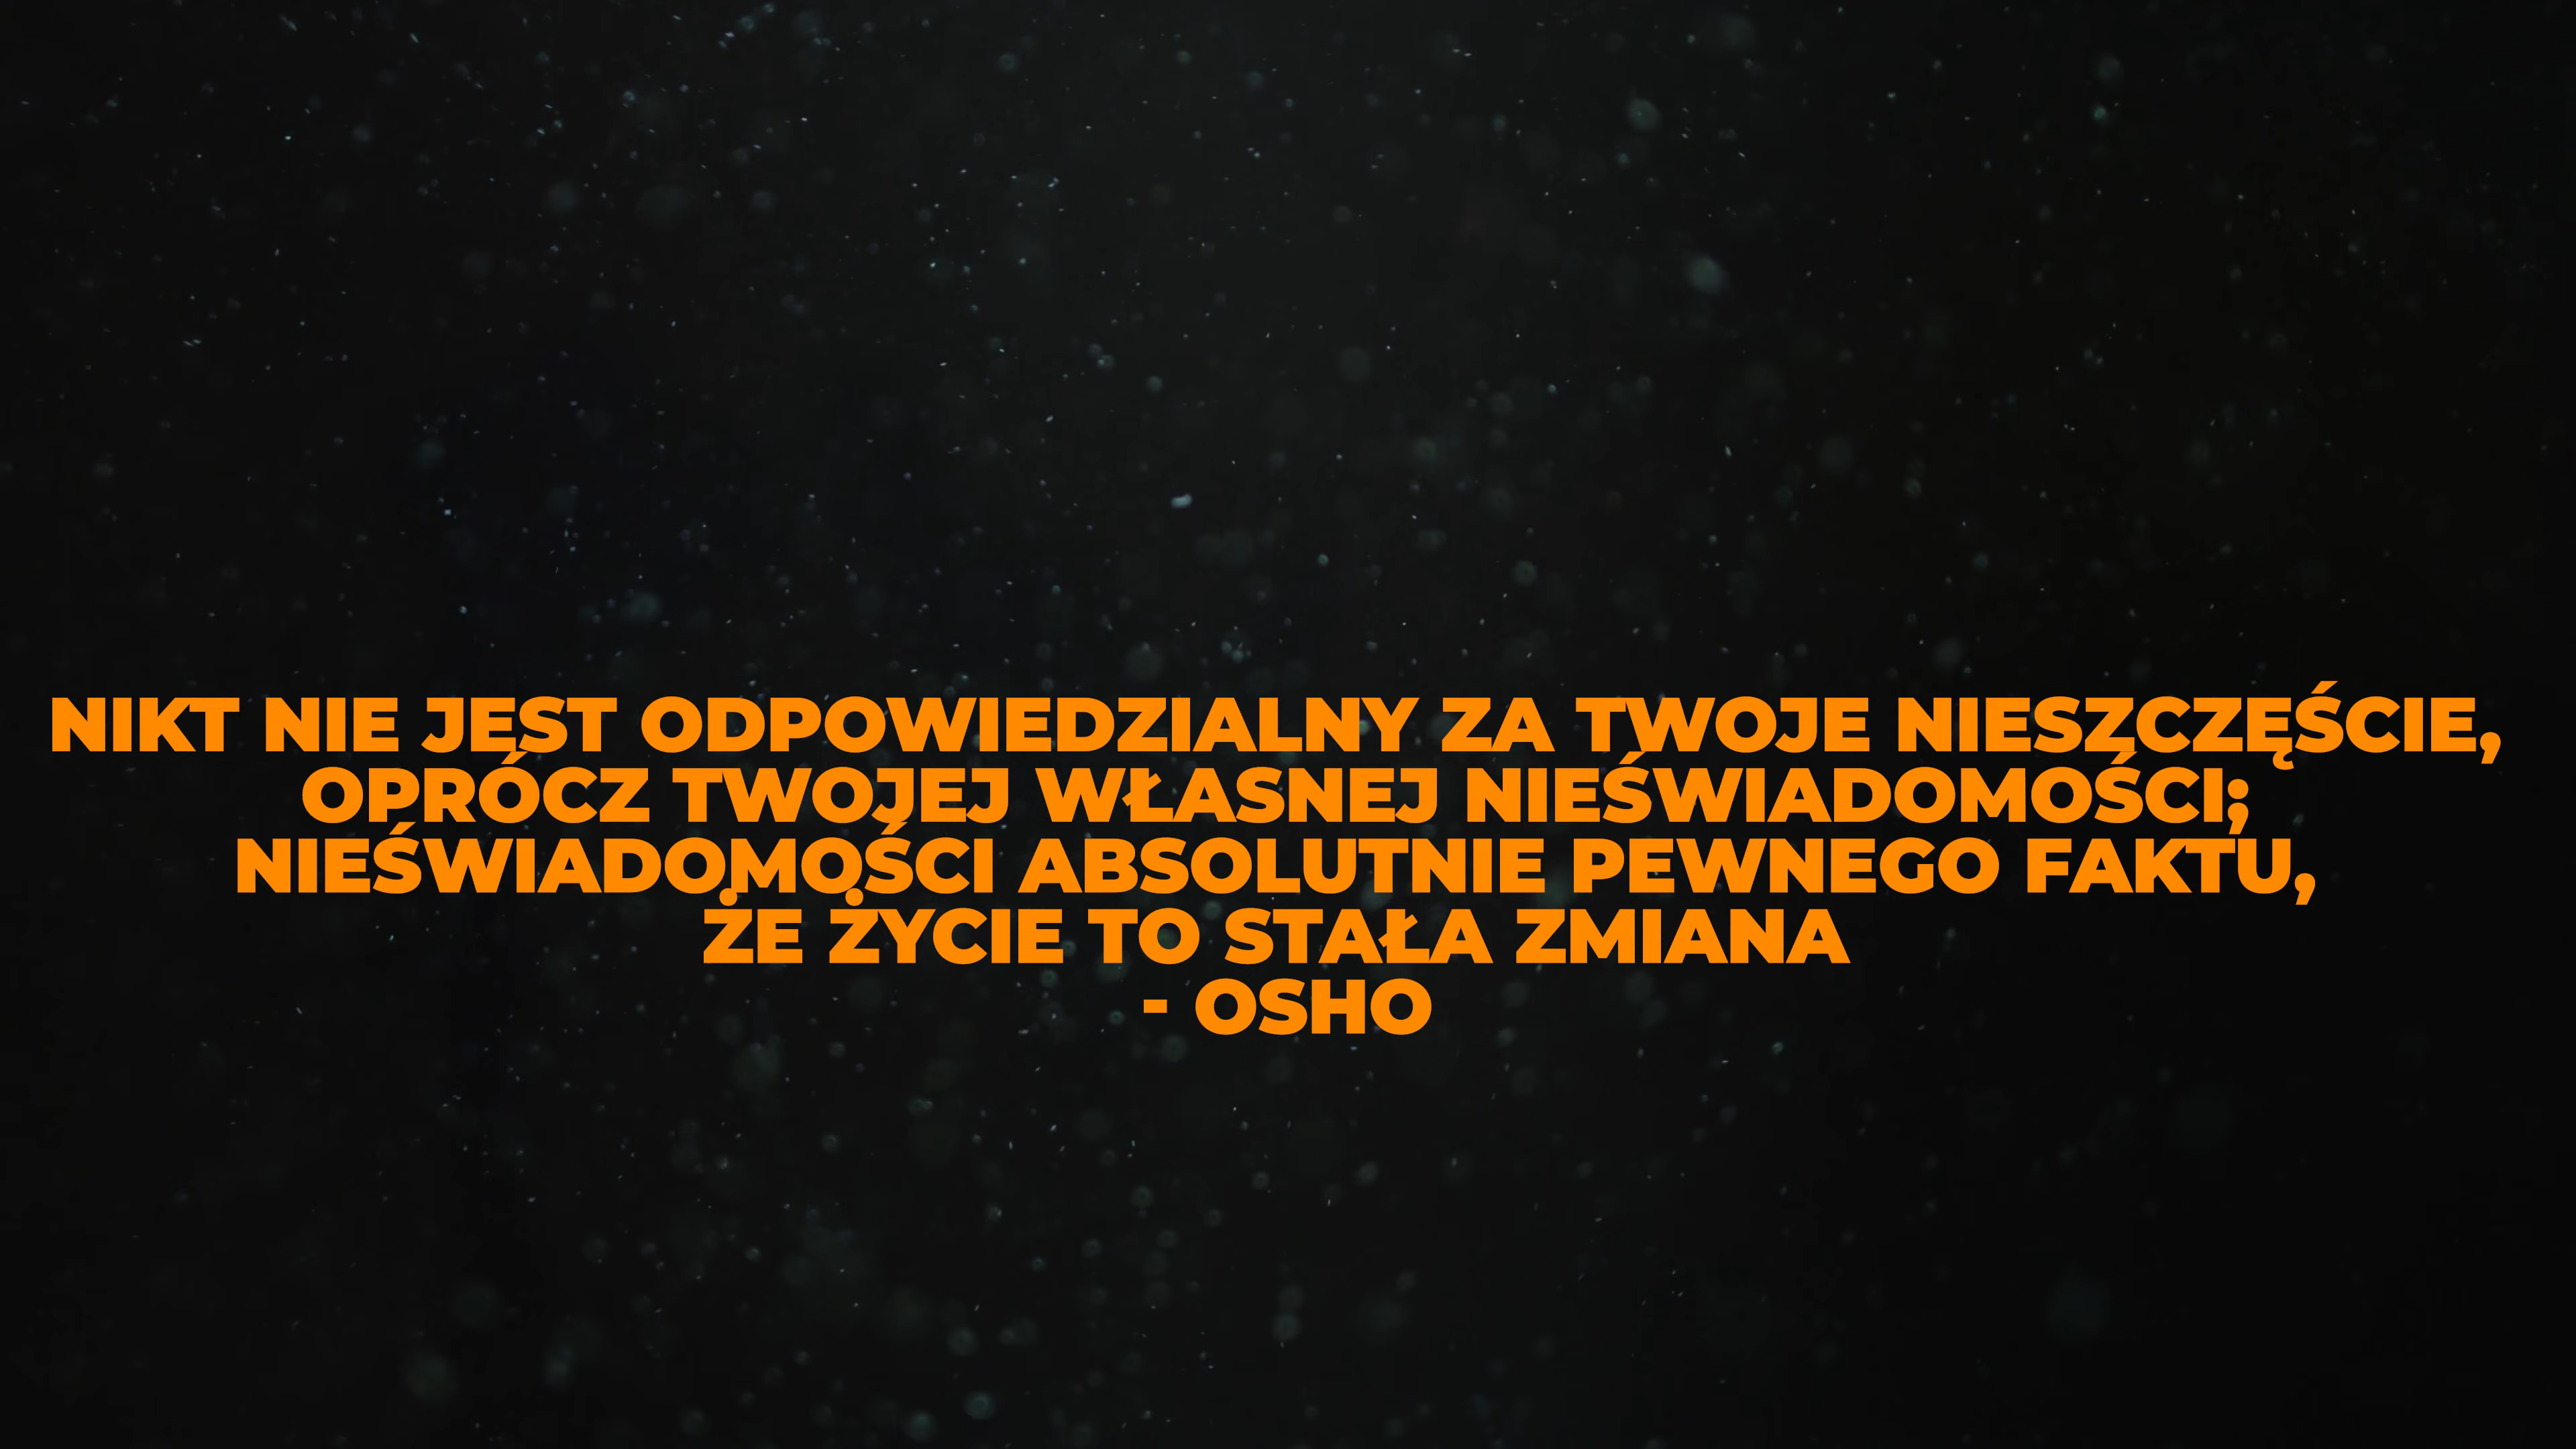 NIKT NIE JEST ODPOWIEDZIALNY ZA TWOJE NIESZCZĘŚCIE,
OPRÓCZ TWOJEJ WŁASNEJ NIEŚWIADOMOŚCI;
NIEŚWIADOMOŚCI ABSOLUTNIE PEWNEGO FAKTU,
ŻE ŻYCIE TO STAŁA ZMIANA
- OSHO